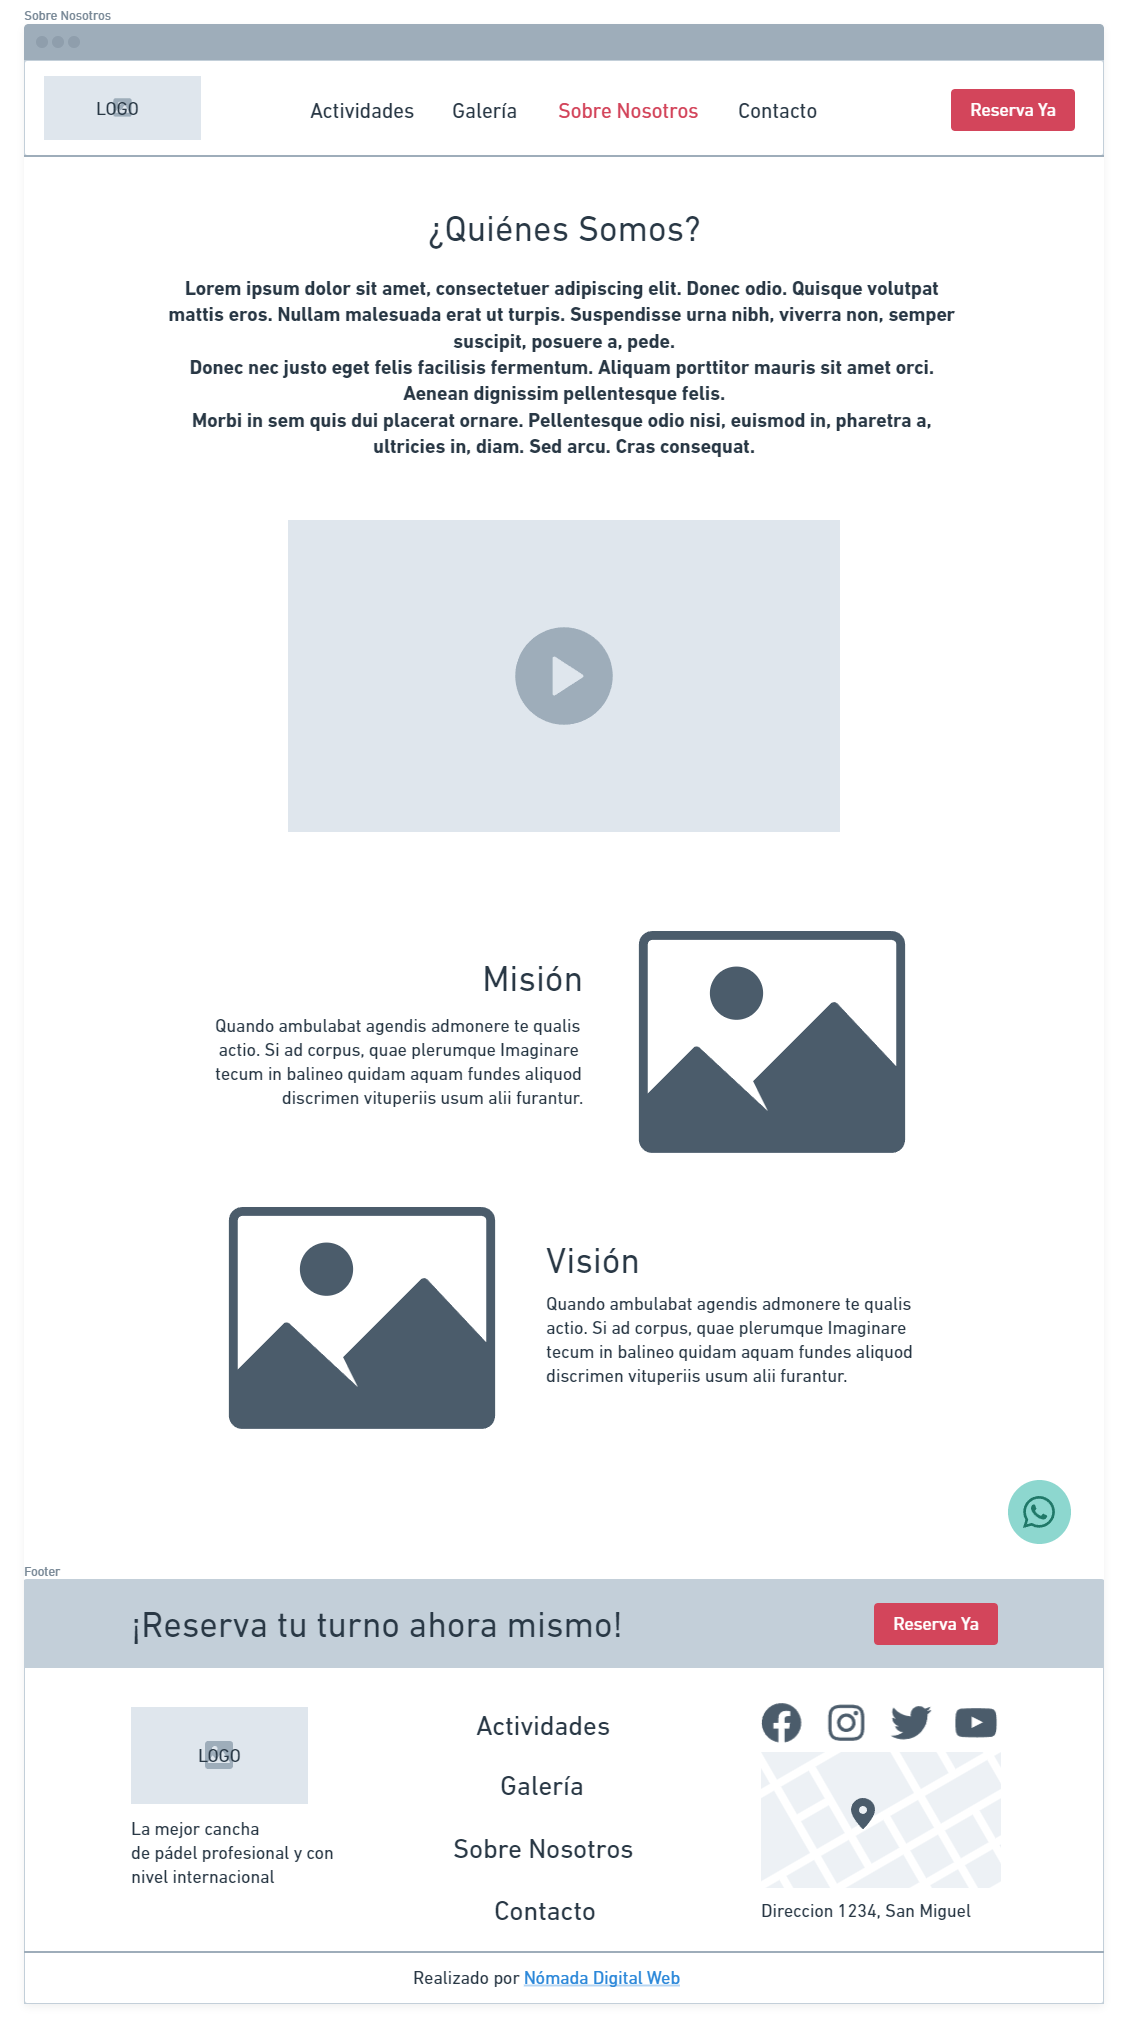 Sobre Nosotros
LOGO
Actividades
Galería
Sobre Nosotros
Contacto
Reserva Ya
¿Quiénes Somos?
Lorem ipsum dolor sit amet, consectetuer adipiscing elit. Donec odio. Quisque volutpat
mattis eros. Nullam malesuada erat ut turpis. Suspendisse urna nibh, viverra non, semper
suscipit, posuere a, pede.
Donec nec justo eget felis facilisis fermentum. Aliquam porttitor mauris sit amet orci.
Aenean dignissim pellentesque felis.
Morbi in sem quis dui placerat ornare. Pellentesque odio nisi, euismod in, pharetra a,
ultricies in, diam. Sed arcu. Cras consequat.
Misión
Quando ambulabat agendis admonere te qualis
actio. Si ad corpus, quae plerumque Imaginare
tecum in balineo quidam aquam fundes aliquod
discrimen vituperiis usum alii furantur.
Visión
Quando ambulabat agendis admonere te qualis
actio. Si ad corpus, quae plerumque Imaginare
tecum in balineo quidam aquam fundes aliquod
discrimen vituperiis usum alii furantur.
Footer
¡Reserva tu turno ahora mismo!
Reserva Ya
LOGO
La mejor cancha
de pádel profesional y con
nivel internacional
Actividades
Galería
Sobre Nosotros
Contacto
Direccion 1234, San Miguel
Realizado por Nómada Digital Web